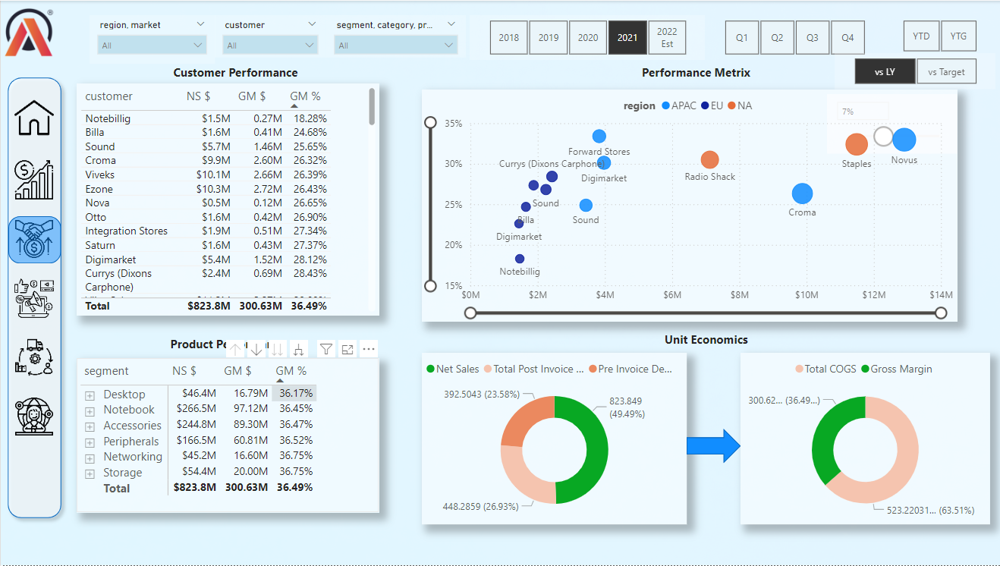 region, market
customer
segment, category, pr...
All
All
All
2018
2019
2020
2021
2022
Est
Q1
Q2
Q3
Q4
YTD
YTG
vs LY
vs Target
Customer Performance
customer NS $ GM $ GM %
Notebillig $1.5M 0.27M 18.28%
Billa $1.6M 0.41M 24.68%
Sound $5.7M 1.46M 25.65%
Croma $9.9M 2.60M 26.32%
Viveks $10.1M 2.66M 26.39%
Ezone $10.3M 2.72M 26.43%
Nova $0.5M 0.12M 26.65%
Otto $1.6M 0.42M 26.90%
Integration Stores $1.9M 0.51M 27.34%
Saturn $1.6M 0.43M 27.37%
Digimarket $5.4M 1.52M 28.12%
Currys (Dixons $2.4M 0.69M 28.43%
Carphone)
Total $823.8M 300.63M 36.49%
Performance Metrix
region APAC EU NA
7%
35%
30%
25%
20%
15%
$0M $2M $4M $6M $8M $10M $12M $14M
Forward Stores
Currys (Dixons Carphone)
Digimarket
Radio Shack
Staples
Novus
Sound
Croma
Billa
Sound
Digimarket
Notebillig
Product
segment NS $ GM $ GM %
Desktop $46.4M 16.79M 36.17%
Notebook $266.5M 97.12M 36.45%
Accessories $244.8M 89.30M 36.47%
Peripherals $166.5M 60.81M 36.52%
Networking $45.2M 16.60M 36.75%
Storage $54.4M 20.00M 36.75%
Total $823.8M 300.63M 36.49%
Unit Economics
Net Sales Total Post Invoice ... Pre Invoice De...
392.5043 (23.58%)
823.849
(49.49%)
448.2859 (26.93%)
Total COGS Gross Margin
300.62... (36.49...)
523.22031... (63.51%)